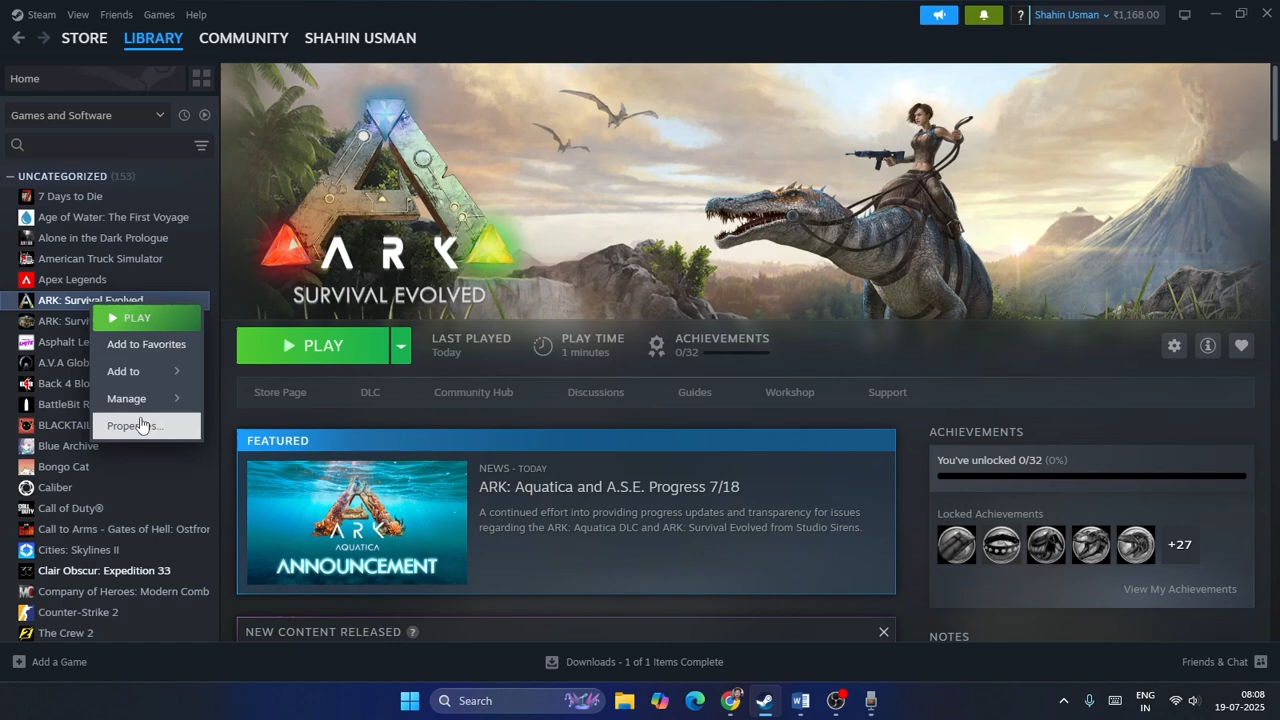 Steam View Friends Games Help
Shahin Usman ₹1,168.00
STORE LIBRARY COMMUNITY SHAHIN USMAN
Home
Games and Software
UNCATEGORIZED (153)
7 Days to Die
Age of Water: The First Voyage
Alone in the Dark Prologue
American Truck Simulator
Apex Legends
ARK: Survival Evolved
ARK: Survi
Asphalt Le
A.V.A Glob
Back 4 Blo
BattleBit R
BLACKTAIL
Blue Archive
Bongo Cat
Caliber
Call of Duty®
Call to Arms - Gates of Hell: Ostfror
Cities: Skylines II
Clair Obscur: Expedition 33
Company of Heroes: Modern Comb
Counter-Strike 2
The Crew 2
PLAY
Add to Favorites
Add to
Manage
Properties...
ARK
SURVIVAL EVOLVED
PLAY
LAST PLAYED
Today
PLAY TIME
1 minutes
ACHIEVEMENTS
0/32
Store Page DLC Community Hub Discussions Guides Workshop Support
FEATURED
ARK
AQUATICA
ANNOUNCEMENT
NEWS - TODAY
ARK: Aquatica and A.S.E. Progress 7/18
A continued effort into providing progress updates and transparency for issues
regarding the ARK: Aquatica DLC and ARK: Survival Evolved from Studio Sirens.
NEW CONTENT RELEASED ?
ACHIEVEMENTS
You've unlocked 0/32 (0%)
Locked Achievements
+27
View My Achievements
NOTES
Add a Game
Downloads - 1 of 1 Items Complete
Friends & Chat
Search
ENG
IN
08:08
19-07-2025